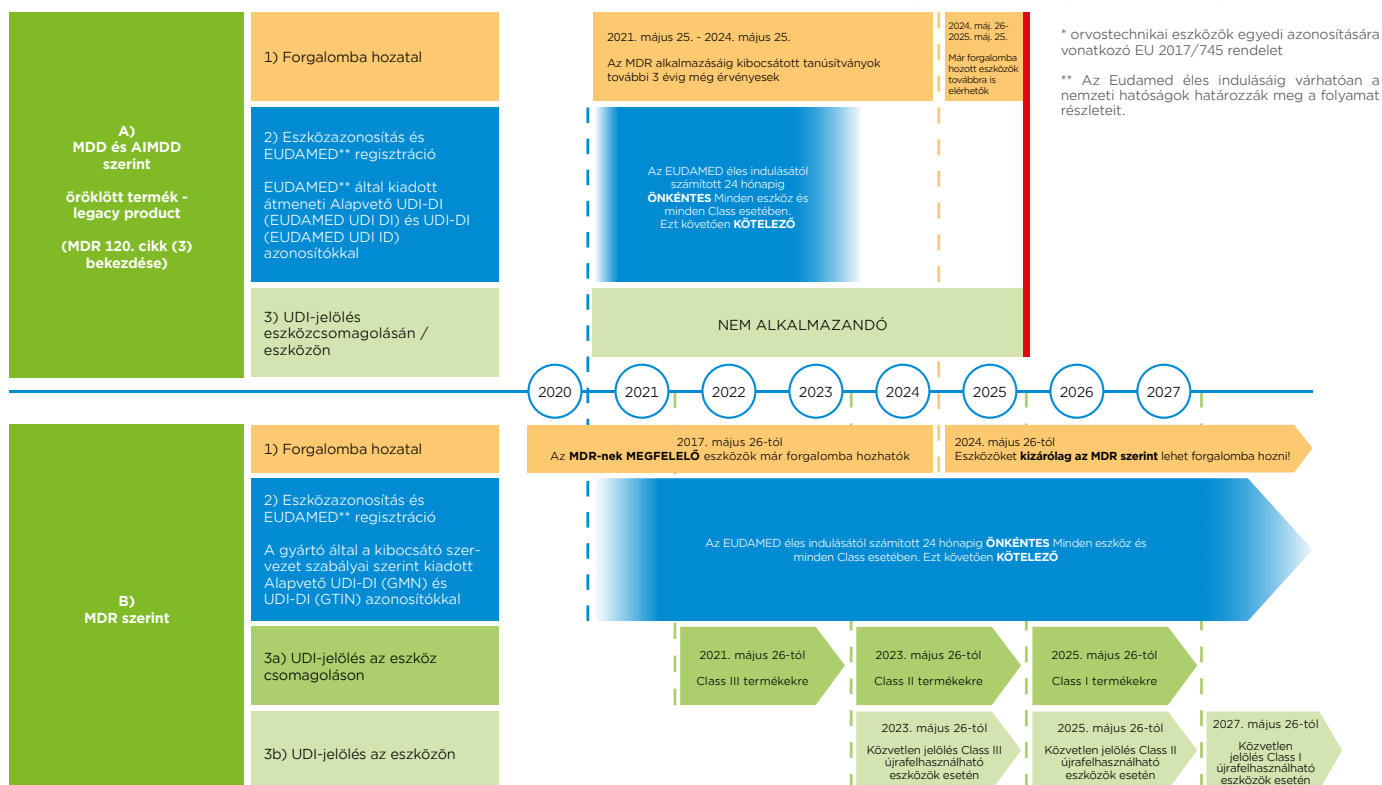 A)
MDD és AIMDD
szerint
öröklött termék -
legacy product
(MDR 120. cikk (3)
bekezdése)
1) Forgalomba hozatal
2021. május 25. - 2024. május 25.
Az MDR alkalmazásáig kibocsátott tanúsítványok
további 3 évig még érvényesek
2024. máj. 26-
2025. máj. 25.
Már forgalomba
hozott eszközök
továbbra is
elérhetők
* orvostechnikai eszközök egyedi azonosítására
vonatkozó EU 2017/745 rendelet
** Az Eudamed éles indulásáig várhatóan a
nemzeti hatóságok határozzák meg a folyamat
részleteit.
2) Eszközazonosítás és
EUDAMED** regisztráció
EUDAMED** által kiadott
átmeneti Alapvető UDI-DI
(EUDAMED UDI DI) és UDI-DI
(EUDAMED UDI ID)
azonosítókkal
Az EUDAMED éles indulásától
számított 24 hónapig
ÖNKÉNTES Minden eszköz és
minden Class esetében.
Ezt követően KÖTELEZŐ
3) UDI-jelölés
eszközcsomagolásán /
eszközön
NEM ALKALMAZANDÓ
2020
2021
2022
2023
2024
2025
2026
2027
B)
MDR szerint
1) Forgalomba hozatal
2017. május 26-tól
Az MDR-nek MEGFELELŐ eszközök már forgalomba hozhatók
2024. május 26-tól
Eszközöket kizárólag az MDR szerint lehet forgalomba hozni!
2) Eszközazonosítás és
EUDAMED** regisztráció
A gyártó által a kibocsátó szer-
vezet szabályai szerint kiadott
Alapvető UDI-DI (GMN) és
UDI-DI (GTIN) azonosítókkal
Az EUDAMED éles indulásától számított 24 hónapig ÖNKÉNTES Minden eszköz és
minden Class esetében. Ezt követően KÖTELEZŐ
3a) UDI-jelölés az eszköz
csomagoláson
2021. május 26-tól
Class III termékekre
2023. május 26-tól
Class II termékekre
2025. május 26-tól
Class I termékekre
3b) UDI-jelölés az eszközön
2023. május 26-tól
Közvetlen jelölés Class III
újrafelhasználható
eszközök esetén
2025. május 26-tól
Közvetlen jelölés Class II
újrafelhasználható
eszközök esetén
2027. május 26-tól
Közvetlen
jelölés Class I
újrafelhasználható
eszközök esetén